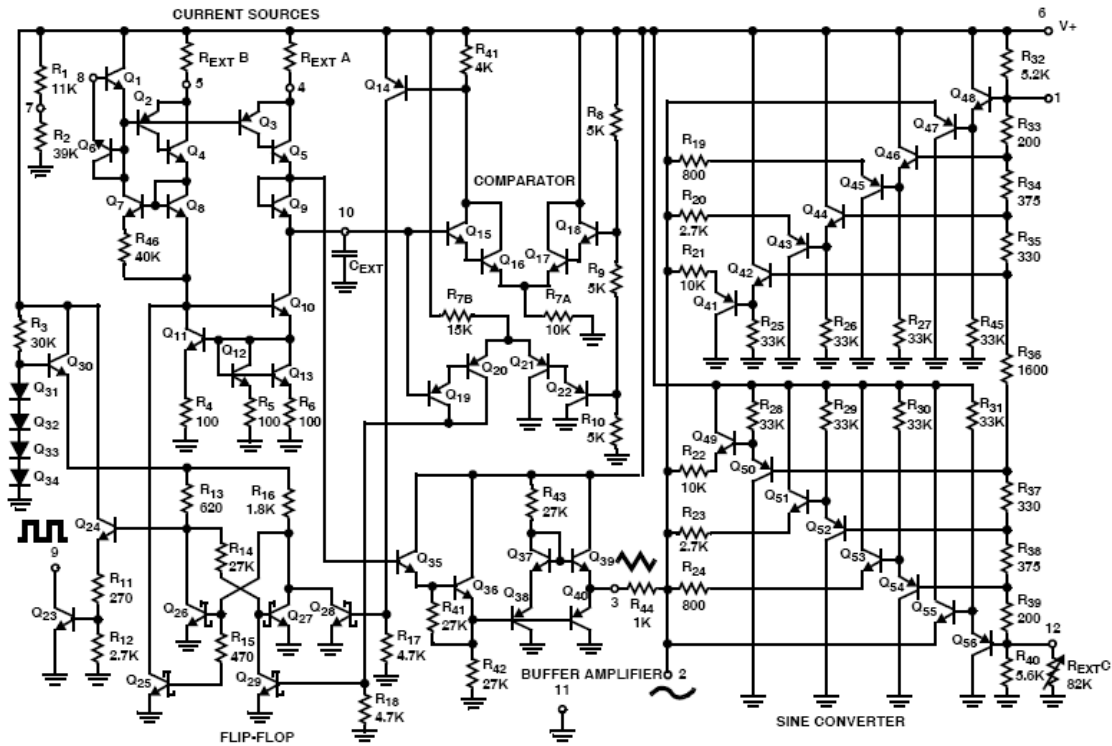 CURRENT SOURCES
6
V+
R1
11K
8
Q1
REXT B
5
REXT A
4
R41
4K
Q14
R32
5.2K
7
R2
39K
Q6
Q2
Q4
Q3
Q5
R8
5K
Q48
1
Q47
R33
200
Q7
Q8
Q9
COMPARATOR
10
R19
800
Q46
R34
375
Q45
R46
40K
CEXT
Q15
Q16
Q17
Q18
R9
5K
R20
2.7K
Q44
Q43
R35
330
R21
10K
Q42
Q41
R7B
15K
R7A
10K
R25
33K
R26
33K
R27
33K
R45
33K
R3
30K
Q30
Q10
Q11
Q12
Q13
Q20
Q21
Q19
Q22
R36
1600
Q31
Q32
Q33
Q34
R4
100
R5
100
R6
100
R10
5K
R28
33K
R29
33K
R30
33K
R31
33K
Q49
R22
10K
Q50
R13
620
R16
1.8K
R43
27K
Q51
R37
330
Q24
9
R14
27K
Q35
Q37
Q39
R23
2.7K
Q52
R38
375
Q53
R11
270
Q23
Q26
Q27
Q28
Q36
Q38
Q40
3
R44
1K
R24
800
Q54
R39
200
Q55
R12
2.7K
R15
470
R17
4.7K
R41
27K
Q56
12
Q25
Q29
R18
4.7K
R42
27K
BUFFER AMPLIFIER
2
11
R40
5.6K
REXTC
82K
FLIP-FLOP
SINE CONVERTER